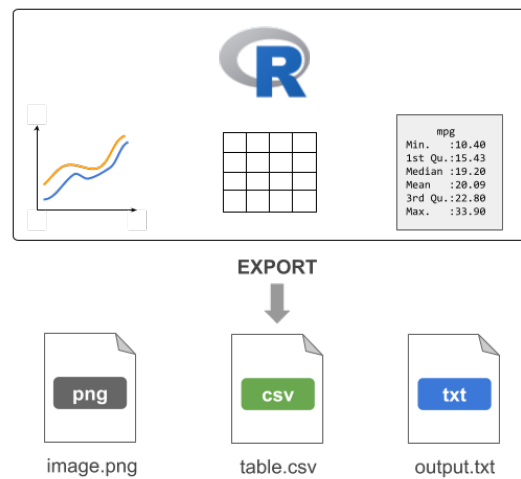 R
mpg
Min.   :10.40
1st Qu.:15.43
Median :19.20
Mean   :20.09
3rd Qu.:22.80
Max.   :33.90
EXPORT
png
csv
txt
image.png
table.csv
output.txt